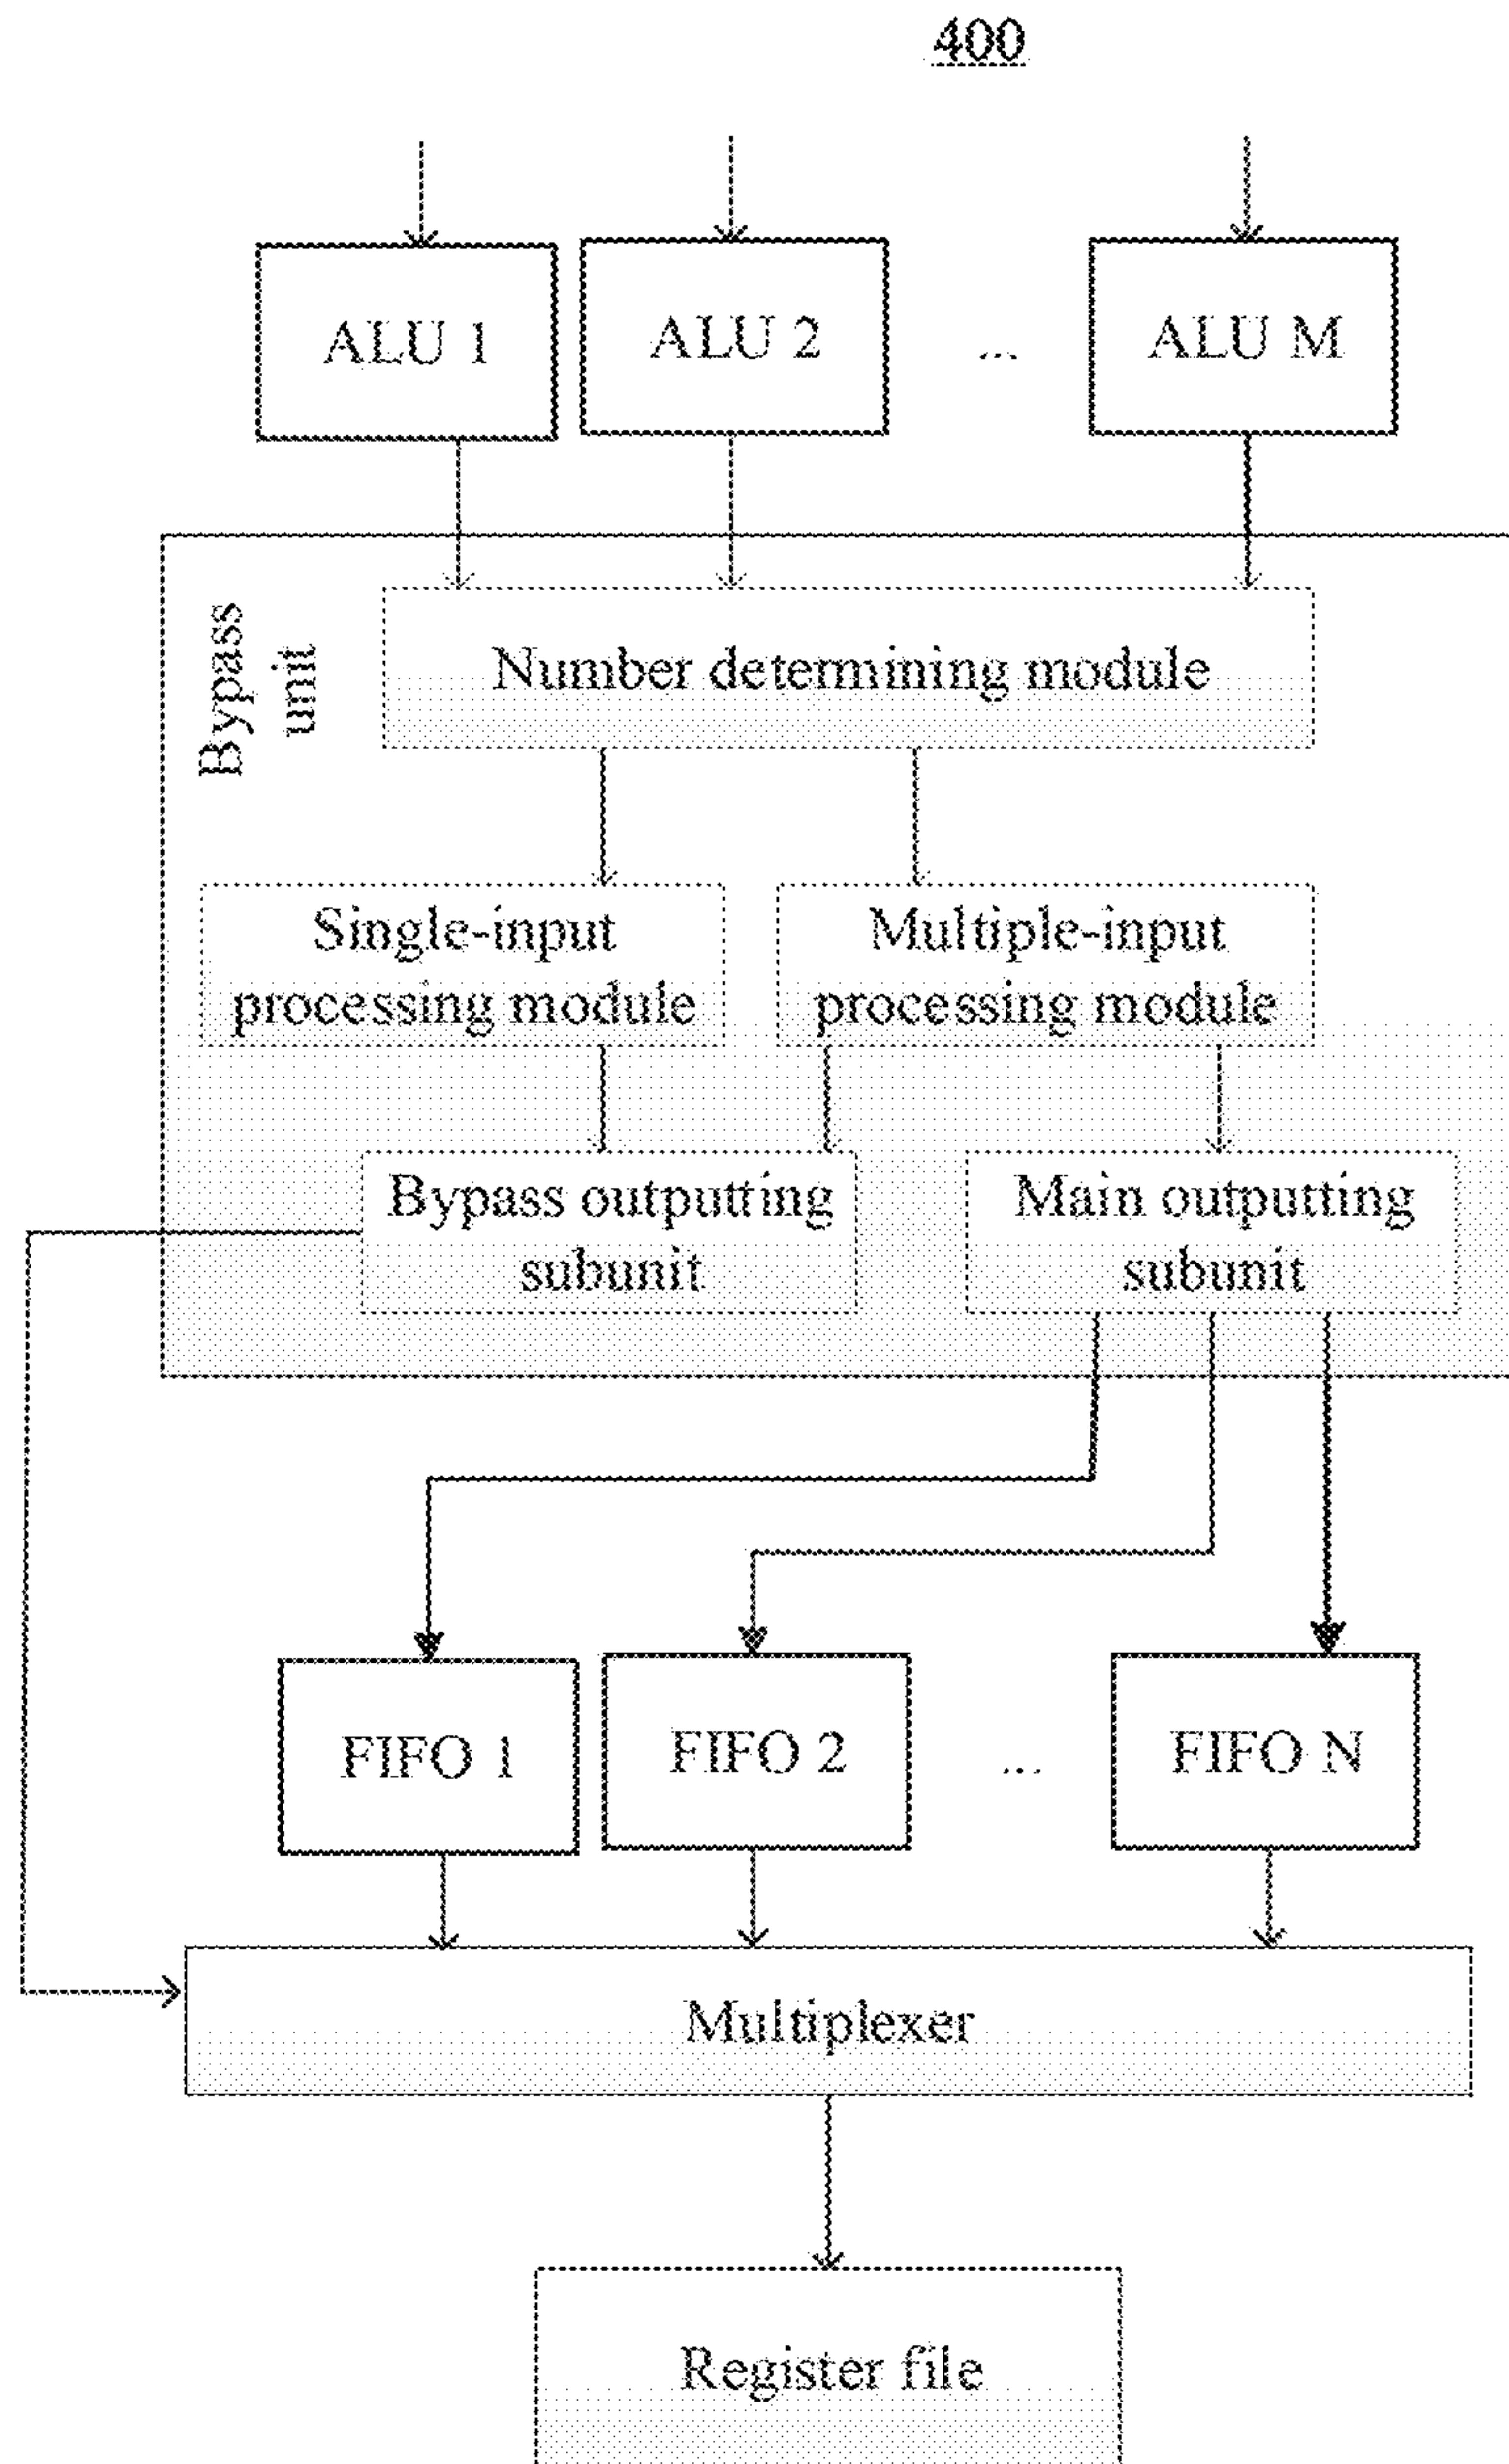 400
ALU 1
ALU 2
...
ALU M
Bypass
unit
Number determining module
Single-input
processing module
Multiple-input
processing module
Bypass outputting
subunit
Main outputting
subunit
FIFO 1
FIFO 2
...
FIFO N
Multiplexer
Register file